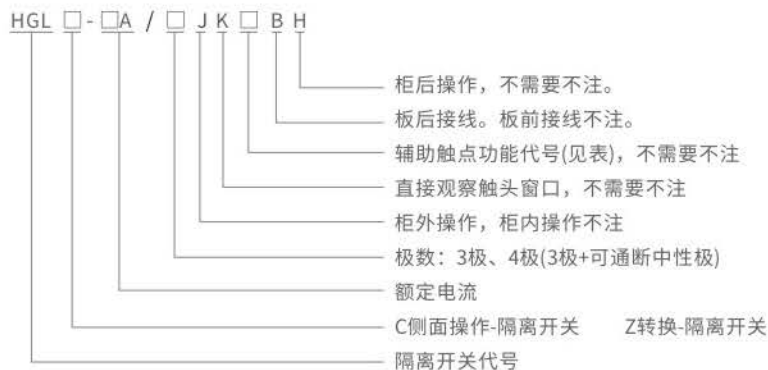 HGL □-□A / □ J K □ B H
柜后操作，不需要不注。
板后接线。板前接线不注。
辅助触点功能代号(见表)，不需要不注
直接观察触头窗口，不需要不注
柜外操作，柜内操作不注
极数：3极、4极(3极+可通断中性极)
额定电流
C侧面操作-隔离开关 Z转换-隔离开关
隔离开关代号